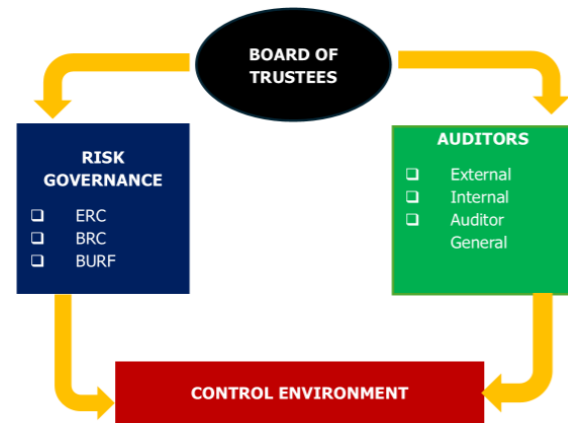 BOARD OF
TRUSTEES
RISK
GOVERNANCE
❑ ERC
❑ BRC
❑ BURF
AUDITORS
❑ External
❑ Internal
❑ Auditor
General
CONTROL ENVIRONMENT